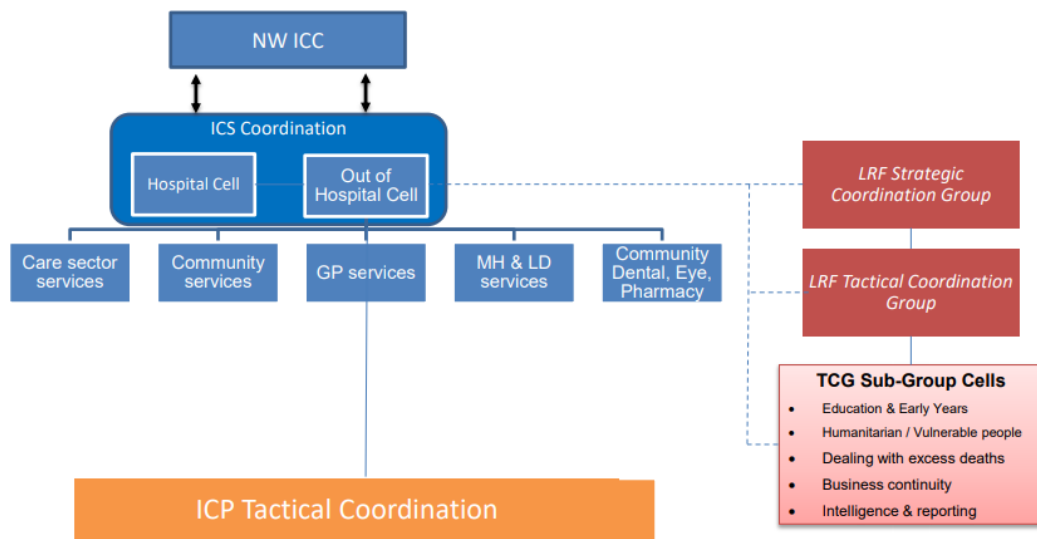 NW ICC
ICS Coordination
Hospital Cell
Out of
Hospital Cell
LRF Strategic
Coordination Group
Care sector
services
Community
services
GP services
MH & LD
services
Community
Dental, Eye,
Pharmacy
LRF Tactical Coordination
Group
TCG Sub-Group Cells
• Education & Early Years
• Humanitarian / Vulnerable people
• Dealing with excess deaths
• Business continuity
• Intelligence & reporting
ICP Tactical Coordination